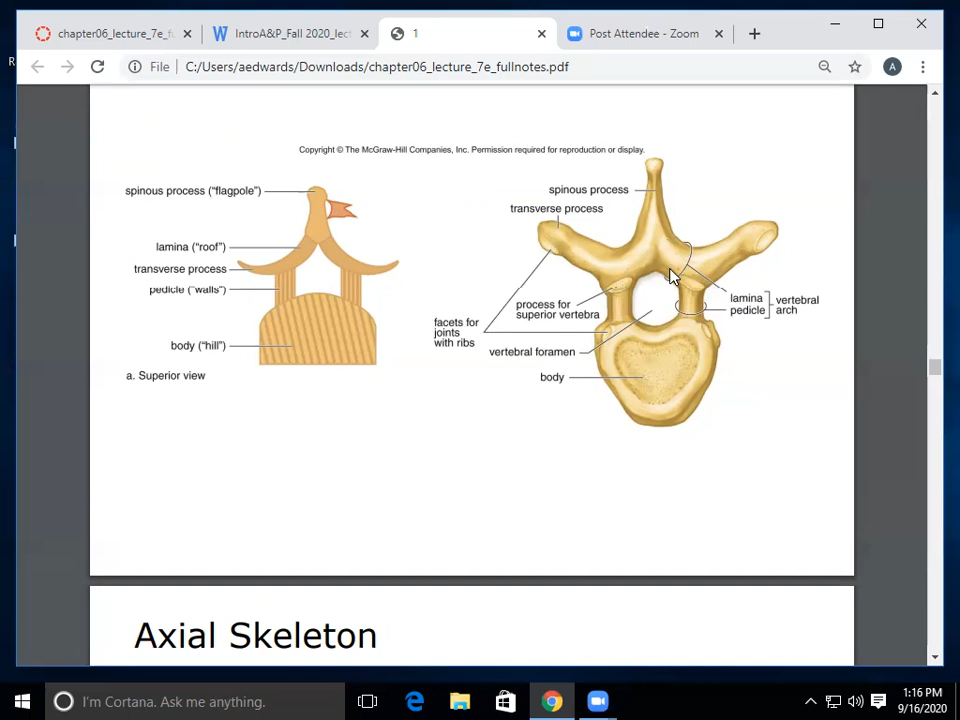 chapter06_lecture_7e_fu
IntroA&P_Fall 2020_lect
1
Post Attendee - Zoom
File
C:/Users/aedwards/Downloads/chapter06_lecture_7e_fullnotes.pdf
A
R
Copyright © The McGraw-Hill Companies, Inc. Permission required for reproduction or display.
spinous process ("flagpole")
lamina ("roof")
transverse process
pedicle ("walls")
body ("hill")
a. Superior view
spinous process
transverse process
process for
superior vertebra
facets for
joints
with ribs
vertebral foramen
body
lamina
pedicle
vertebral
arch
Axial Skeleton
I'm Cortana. Ask me anything.
1:16 PM
9/16/2020